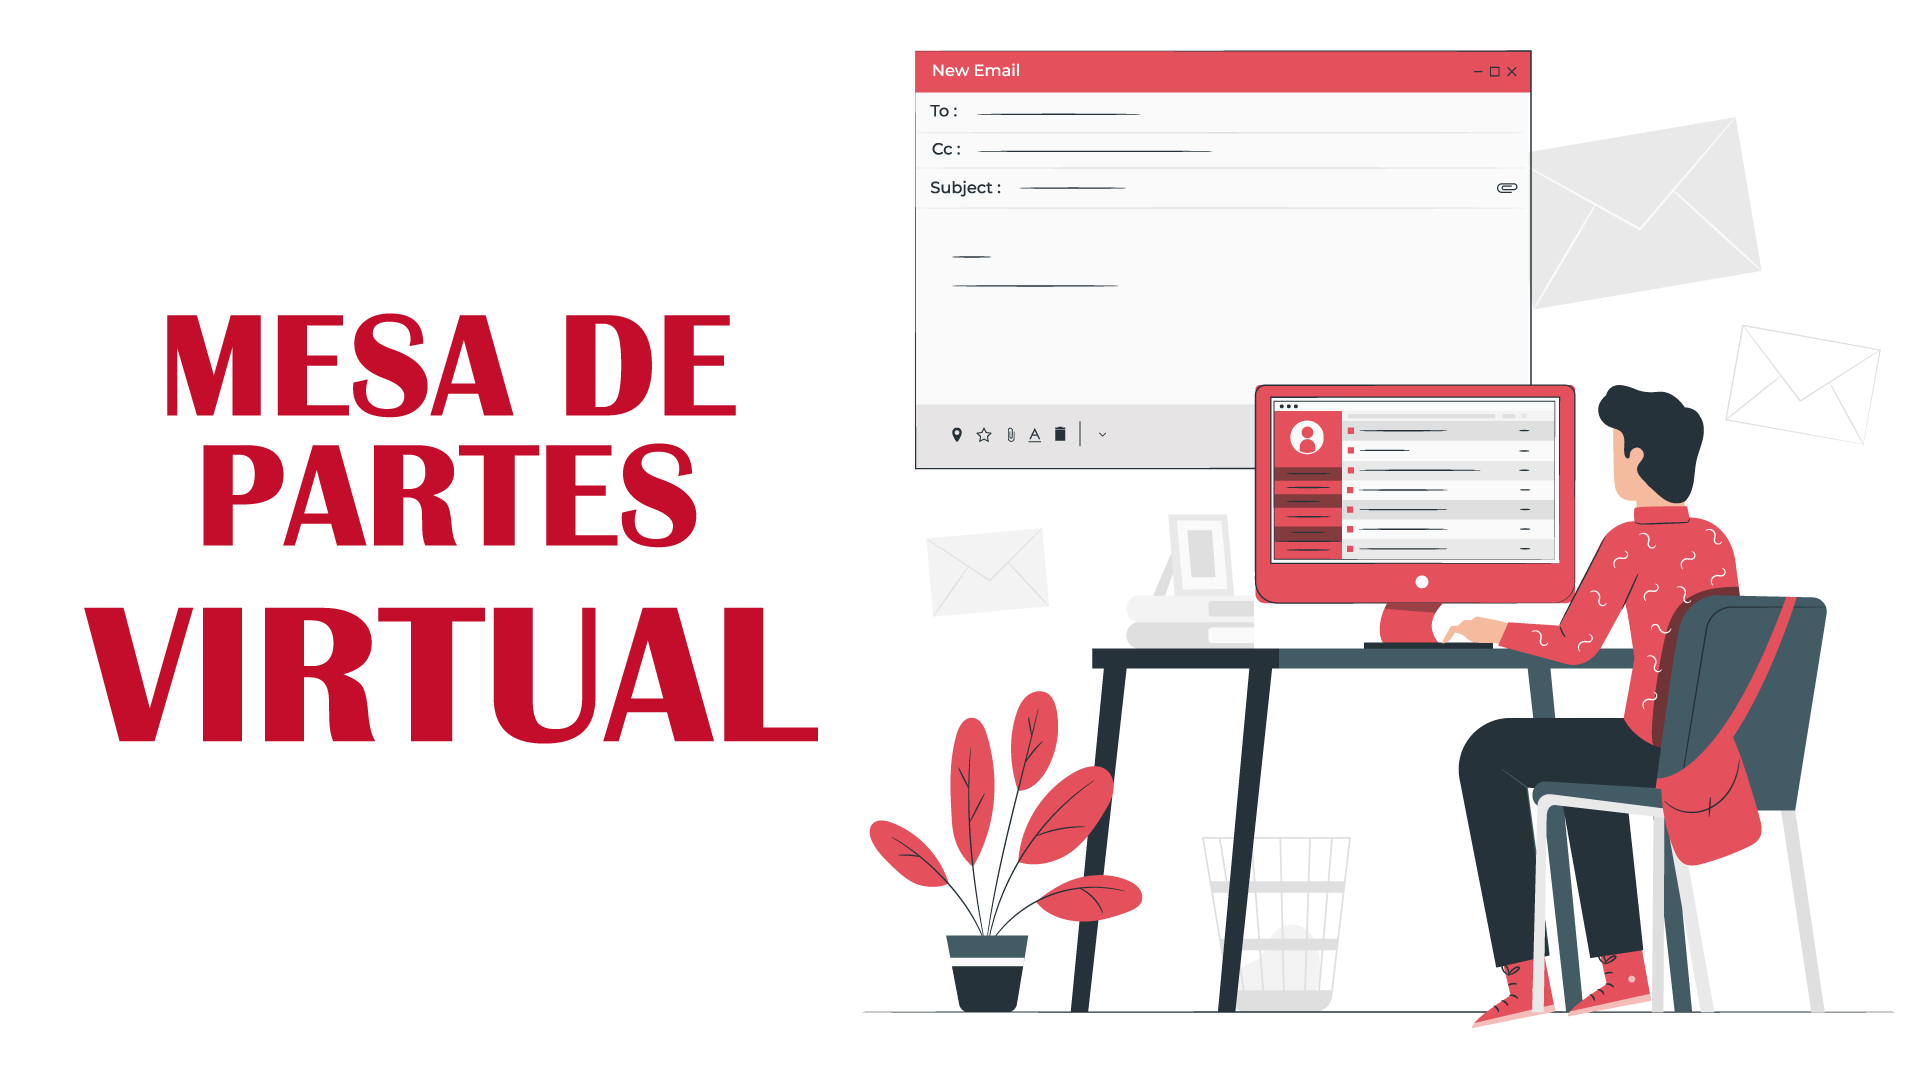 MESA DE
PARTES
VIRTUAL
New Email
To :
Cc :
Subject :
A